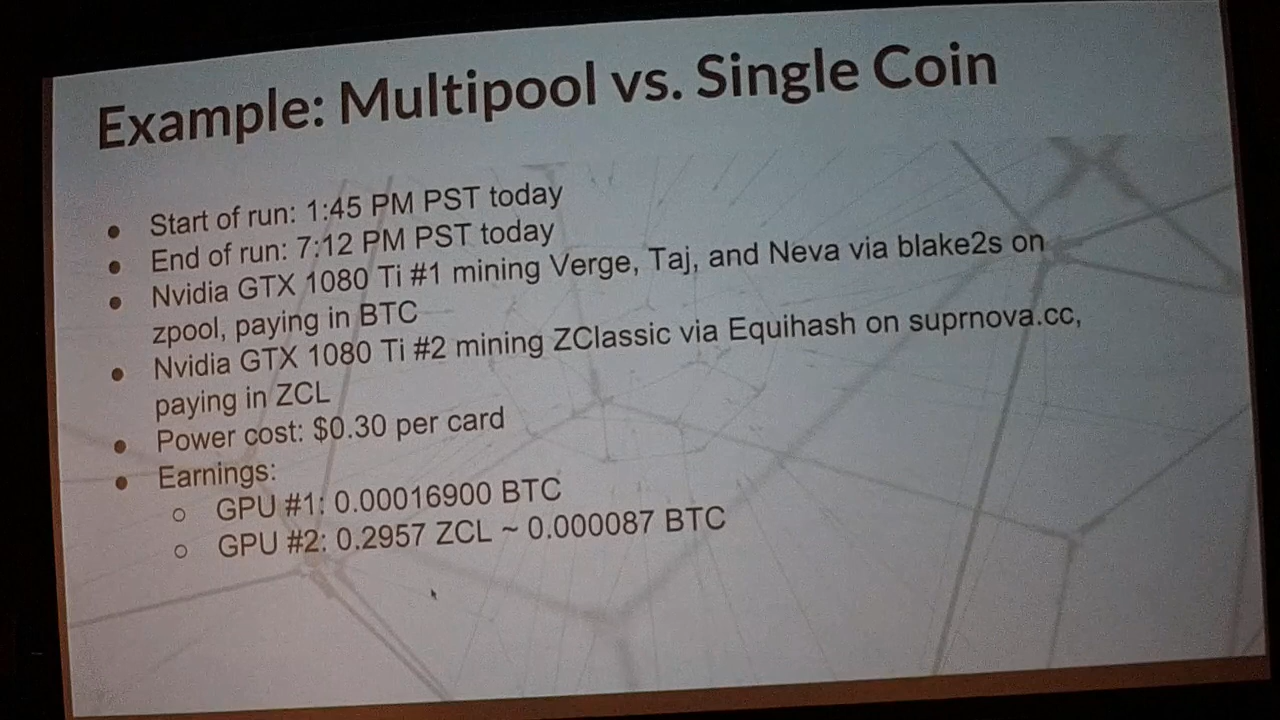 Example: Multipool vs. Single Coin
● Start of run: 1:45 PM PST today
● End of run: 7:12 PM PST today
● Nvidia GTX 1080 Ti #1 mining Verge, Taj, and Neva via blake2s on
zpool, paying in BTC
● Nvidia GTX 1080 Ti #2 mining ZClassic via Equihash on suprnova.cc,
paying in ZCL
● Power cost: $0.30 per card
● Earnings:
○ GPU #1: 0.00016900 BTC
○ GPU #2: 0.2957 ZCL ~ 0.000087 BTC